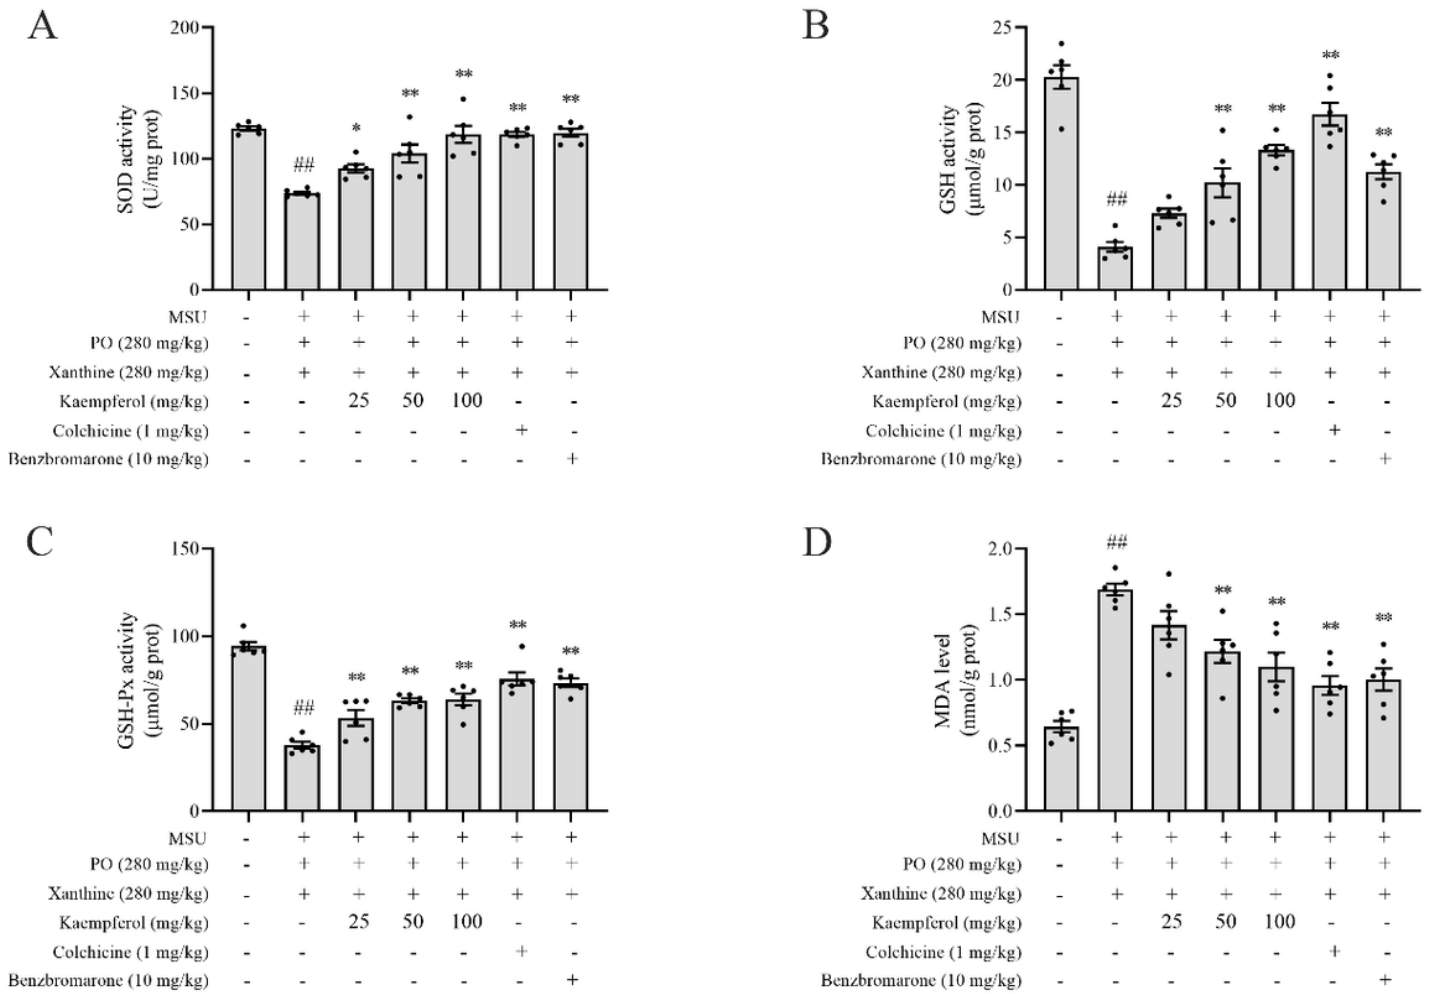 A
200
150
100
50
0
SOD activity
(U/mg prot)
##
*
**
**
**
**
MSU - + + + + + +
PO (280 mg/kg) - + + + + + +
Xanthine (280 mg/kg) - + + + + + +
Kaempferol (mg/kg) - - 25 50 100 - -
Colchicine (1 mg/kg) - - - - - + -
Benzbromarone (10 mg/kg) - - - - - - +
B
25
20
15
10
5
0
GSH activity
(μmol/g prot)
##
**
**
**
**
MSU - + + + + + +
PO (280 mg/kg) - + + + + + +
Xanthine (280 mg/kg) - + + + + + +
Kaempferol (mg/kg) - - 25 50 100 - -
Colchicine (1 mg/kg) - - - - - + -
Benzbromarone (10 mg/kg) - - - - - - +
C
150
100
50
0
GSH-Px activity
(μmol/g prot)
##
**
**
**
**
**
MSU - + + + + + +
PO (280 mg/kg) - + + + + + +
Xanthine (280 mg/kg) - + + + + + +
Kaempferol (mg/kg) - - 25 50 100 - -
Colchicine (1 mg/kg) - - - - - + -
Benzbromarone (10 mg/kg) - - - - - - +
D
2.0
1.5
1.0
0.5
0.0
MDA level
(nmol/g prot)
##
**
**
**
**
MSU - + + + + + +
PO (280 mg/kg) - + + + + + +
Xanthine (280 mg/kg) - + + + + + +
Kaempferol (mg/kg) - - 25 50 100 - -
Colchicine (1 mg/kg) - - - - - + -
Benzbromarone (10 mg/kg) - - - - - - +